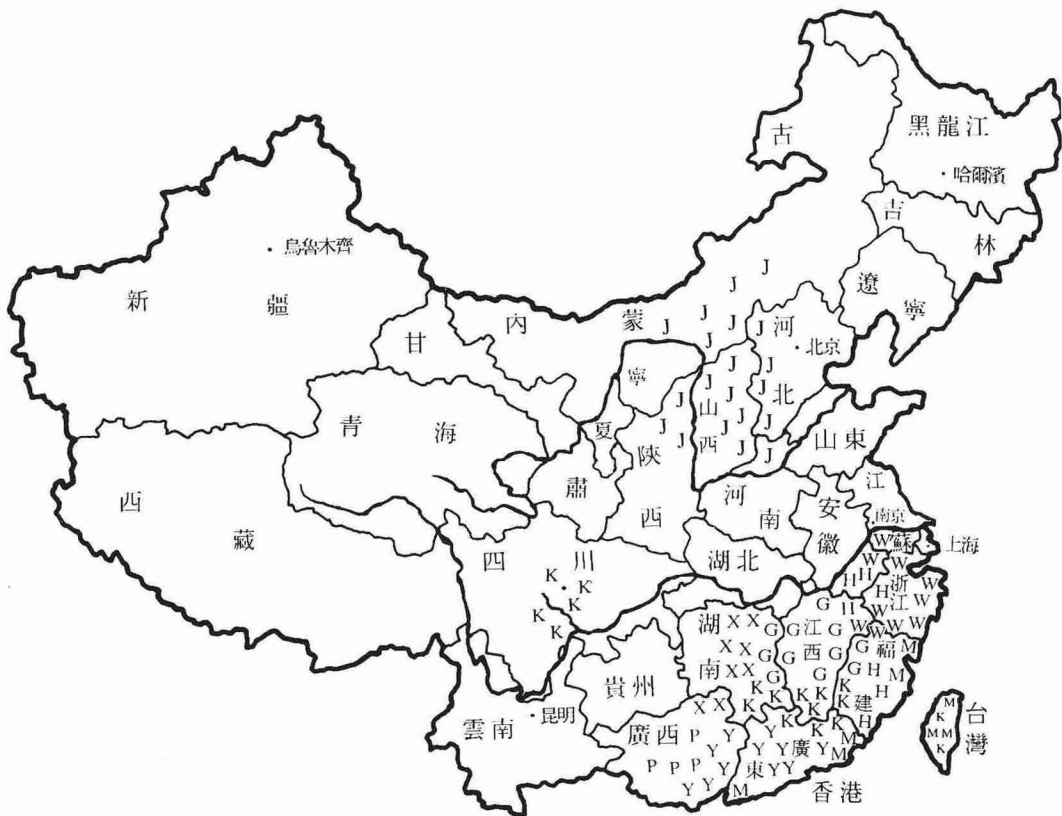 黑龍江
古
哈爾濱
吉
林
烏魯木齊
遼
寧
新
疆
內
蒙
J
J
J J
J
J
J
河
甘
北京
J
J
寧
J
J
J
J
J
山
J
北
青
海
夏
J
J
J
J
西
J
J
J
山東
陝
肅
河
南
安
徽
江
南京
西
藏
西
W
蘇
上海
四
川
湖北
W
H
H
W
浙
W
K
K
K
K
K
H
江
W
W
G
H
W
W
W
W
湖
X X
G
G
江
G
G
福
M
X
G
西
G
H
M
南
X X
G
G
G
H
貴州
K
K
G
K
K
K
K
K
K
建
H
X X
K
K
M
雲南
昆明
廣西
P
Y
Y
Y
Y
廣
Y
M
P P P
Y
Y
東
Y Y
Y
Y
M
香港
M
K
M M
K
台
灣